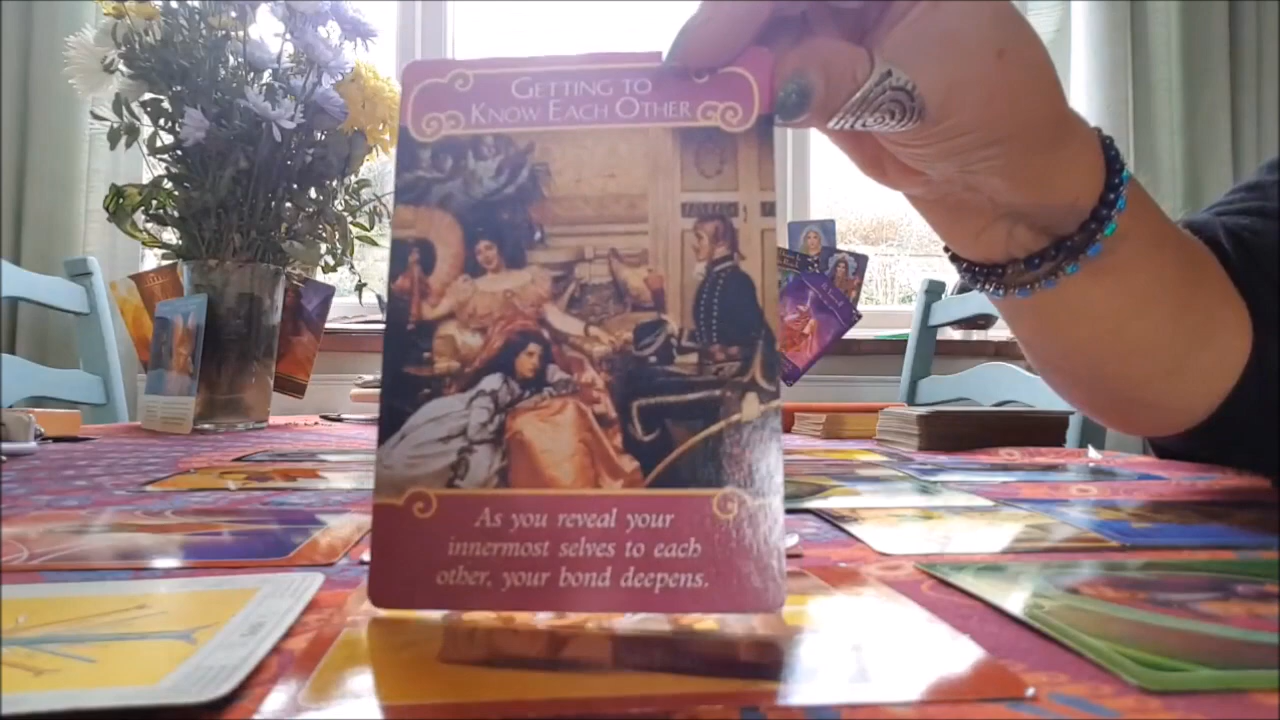 GETTING TO
KNOW EACH OTHER
As you reveal your
innermost selves to each
other, your bond deepens.